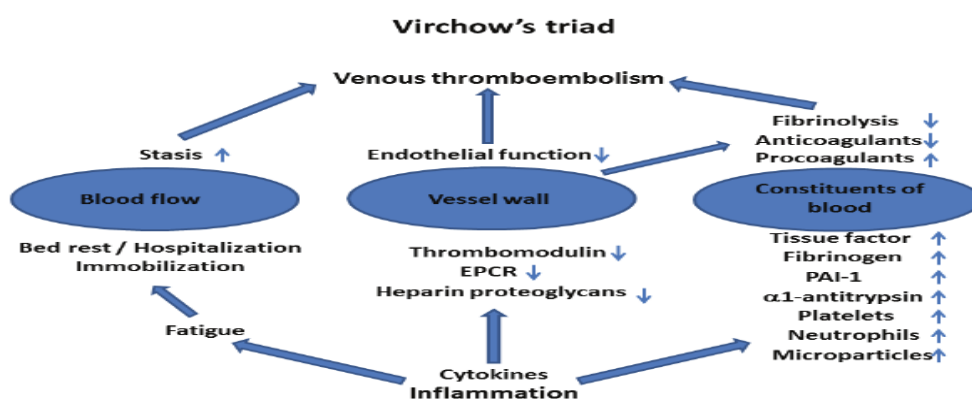 Virchow's triad
Venous thromboembolism
Stasis ↑
Endothelial function ↓
Fibrinolysis ↓
Anticoagulants ↓
Procoagulants ↑
Blood flow
Vessel wall
Constituents of
blood
Bed rest / Hospitalization
Immobilization
Thrombomodulin ↓
EPCR ↓
Heparin proteoglycans ↓
Tissue factor ↑
Fibrinogen ↑
PAI-1 ↑
α1-antitrypsin ↑
Platelets ↑
Neutrophils ↑
Microparticles ↑
Fatigue
Cytokines
Inflammation